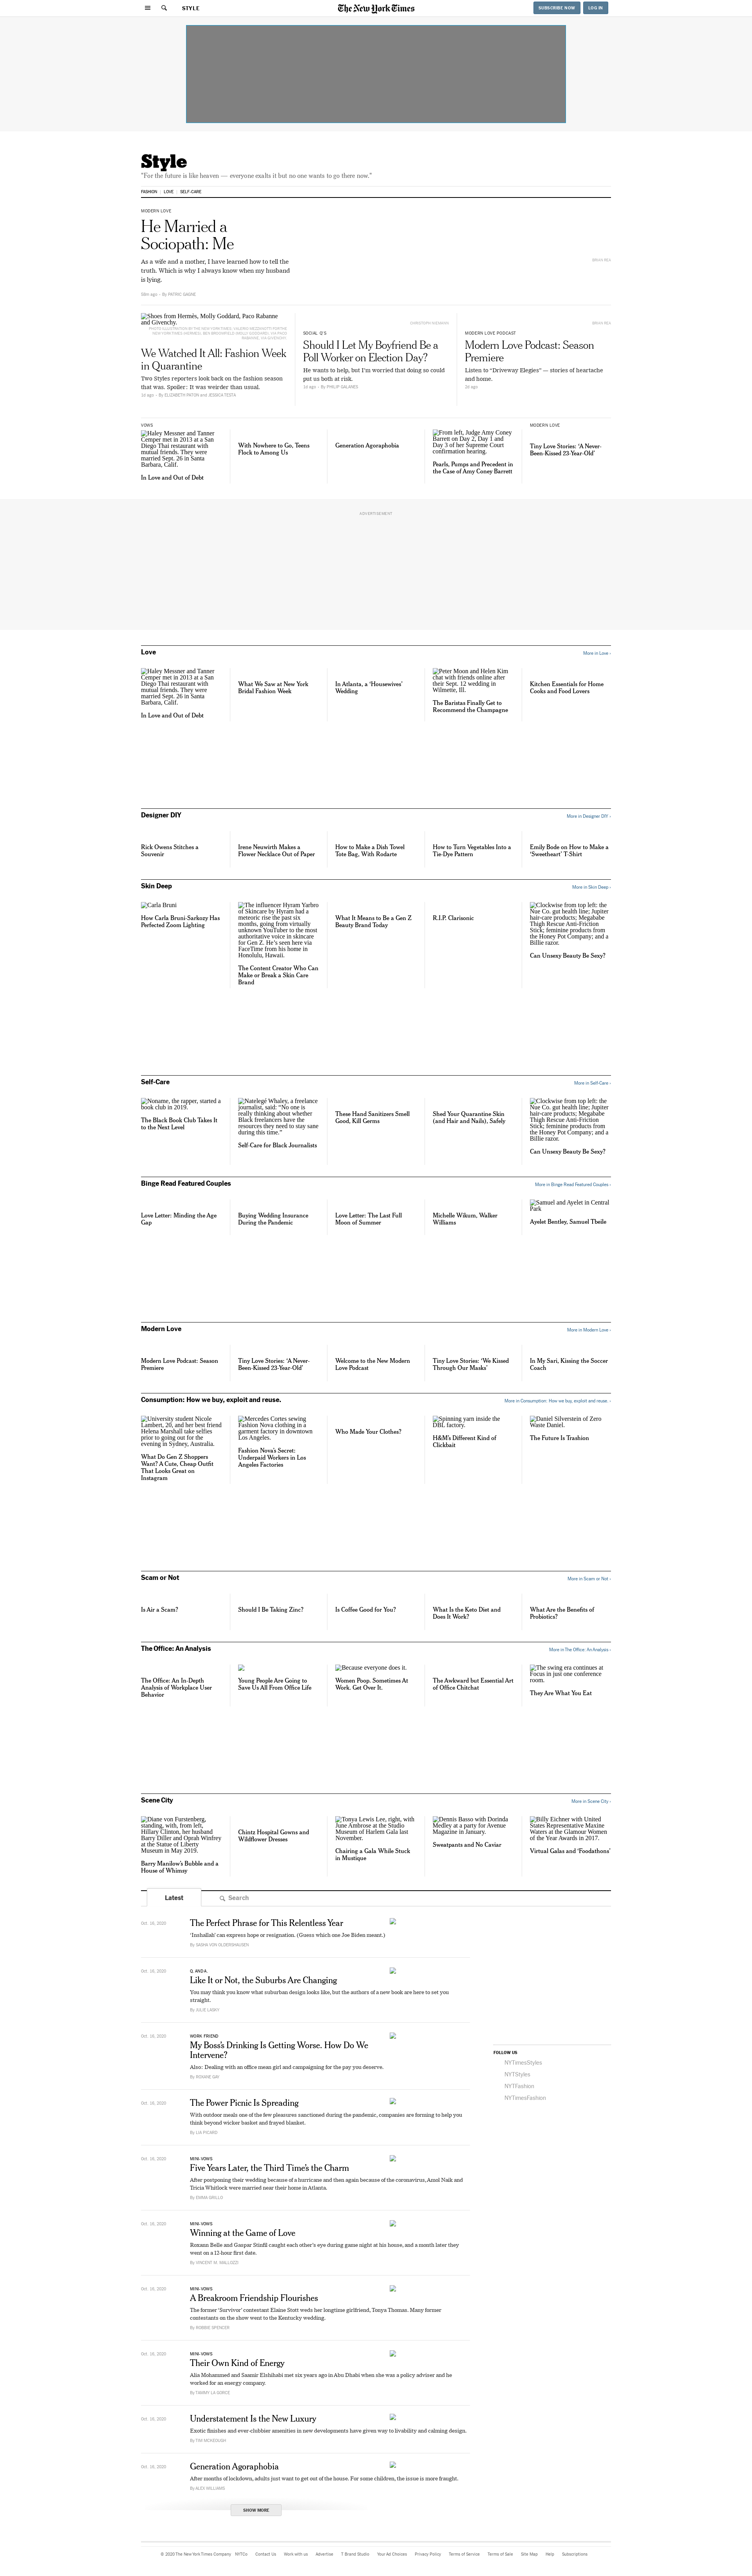 STYLE
The New York Times
SUBSCRIBE NOW
LOG IN
Style
“For the future is like heaven — everyone exalts it but no one wants to go there now.”
FASHION
LOVE
SELF-CARE
MODERN LOVE
He Married a
Sociopath: Me
As a wife and a mother, I have learned how to tell the
truth. Which is why I always know when my husband
is lying.
BRIAN REA
By PATRIC GAGNE
Shoes from Hermès, Molly Goddard, Paco Rabanne
and Givenchy.
We Watched It All: Fashion Week
in Quarantine
Two Styles reporters look back on the fashion season
that was. Spoiler: It was weirder than usual.
1d ago By ELIZABETH PATON and JESSICA TESTA
SOCIAL Q’S
Should I Let My Boyfriend Be a
Poll Worker on Election Day?
He wants to help, but I’m worried that doing so could
put us both at risk.
1d ago By PHILIP GALANES
BRIAN REA
MODERN LOVE PODCAST
Modern Love Podcast: Season
Premiere
Listen to “Driveway Elegies” — stories of heartache
and home.
2d ago
VOWS
Haley Messner and Tanner
Cemper met in 2013 at a San
Diego Thai restaurant with
mutual friends. They were
married Sept. 26 in Santa
Barbara, Calif.
In Love and Out of Debt
With Nowhere to Go, Teens
Flock to Among Us
Generation Agoraphobia
From left, Judge Amy Coney
Barrett on Day 2, Day 1 and
Day 3 of her Supreme Court
confirmation hearing.
Pearls, Pumps and Precedent in
the Case of Amy Coney Barrett
MODERN LOVE
Tiny Love Stories: ‘A Never-
Been-Kissed 23-Year-Old’
ADVERTISEMENT
Love
More in Love ›
Haley Messner and Tanner
Cemper met in 2013 at a San
Diego Thai restaurant with
mutual friends. They were
married Sept. 26 in Santa
Barbara, Calif.
In Love and Out of Debt
What We Saw at New York
Bridal Fashion Week
In Atlanta, a ‘Housewives’
Wedding
Peter Moon and Helen Kim
chat with friends online after
their Sept. 12 wedding in
Wilmette, Ill.
The Baristas Finally Get to
Recommend the Champagne
Kitchen Essentials for Home
Cooks and Food Lovers
Designer DIY
More in Designer DIY ›
Rick Owens Stitches a
Souvenir
Irene Neuwirth Makes a
Flower Necklace Out of Paper
How to Make a Dish Towel
Tote Bag, With Rodarte
How to Turn Vegetables Into a
Tie-Dye Pattern
Emily Bode on How to Make a
‘Sweetheart’ T-Shirt
Skin Deep
More in Skin Deep ›
Carla Bruni
How Carla Bruni-Sarkozy Has
Perfected Zoom Lighting
The influencer Hyram Yarbro
of Skincare by Hyram had a
meteoric rise the past six
months, going from virtually
unknown YouTuber to the most
authoritative voice in skincare
for Gen Z. He’s seen here via
FaceTime from his home in
Honolulu, Hawaii.
The Content Creator Who Can
Make or Break a Skin Care
Brand
What It Means to Be a Gen Z
Beauty Brand Today
R.I.P. Clarisonic
Clockwise from top left: the
Nue Co. gut health line; Jupiter
hair-care products; Megababe
Thigh Rescue Anti-Friction
Stick; feminine products from
the Honey Pot Company; and a
Billie razor.
Can Unsexy Beauty Be Sexy?
Self-Care
More in Self-Care ›
Noname, the rapper, started a
book club in 2019.
The Black Book Club Takes It
to the Next Level
Natelegé Whaley, a freelance
journalist, said: “No one is
really thinking about whether
Black freelancers have the
resources they need to stay sane
during this time.”
Self-Care for Black Journalists
These Hand Sanitizers Smell
Good, Kill Germs
Shed Your Quarantine Skin
(and Hair and Nails), Safely
Clockwise from top left: the
Nue Co. gut health line; Jupiter
hair-care products; Megababe
Thigh Rescue Anti-Friction
Stick; feminine products from
the Honey Pot Company; and a
Billie razor.
Can Unsexy Beauty Be Sexy?
Binge Read Featured Couples
More in Binge Read Featured Couples ›
Love Letter: Minding the Age
Gap
Buying Wedding Insurance
During the Pandemic
Love Letter: The Last Full
Moon of Summer
Michelle Wikum, Walker
Williams
Samuel and Ayelet in Central
Park
Ayelet Bentley, Samuel Tbeile
Modern Love
More in Modern Love ›
Modern Love Podcast: Season
Premiere
Tiny Love Stories: ‘A Never-
Been-Kissed 23-Year-Old’
Welcome to the New Modern
Love Podcast
Tiny Love Stories: ‘We Kissed
Through Our Masks’
In My Sari, Kissing the Soccer
Coach
Consumption: How we buy, exploit and reuse.
More in Consumption: How we buy, exploit and reuse. ›
University student Nicole
Lambert, 20, and her best friend
Helena Marshall take selfies
prior to going out for the
evening in Sydney, Australia.
What Do Gen Z Shoppers
Want? A Cute, Cheap Outfit
That Looks Great on
Instagram
Mercedes Cortes sewing
Fashion Nova clothing in a
garment factory in downtown
Los Angeles.
Fashion Nova’s Secret:
Underpaid Workers in Los
Angeles Factories
Who Made Your Clothes?
Spinning yarn inside the
DBL factory.
H&M’s Different Kind of
Clickbait
Daniel Silverstein of Zero
Waste Daniel.
The Future Is Trashion
Scam or Not
More in Scam or Not ›
Is Air a Scam?
Should I Be Taking Zinc?
Is Coffee Good for You?
What Is the Keto Diet and
Does It Work?
What Are the Benefits of
Probiotics?
The Office: An Analysis
More in The Office: An Analysis ›
The Office: An In-Depth
Analysis of Workplace User
Behavior
Young People Are Going to
Save Us All From Office Life
Because everyone does it.
Women Poop. Sometimes At
Work. Get Over It.
The Awkward but Essential Art
of Office Chitchat
The swing era continues at
Focus in just one conference
room.
They Are What You Eat
Scene City
More in Scene City ›
Diane von Furstenberg,
standing, with, from left,
Hillary Clinton, her husband
Barry Diller and Oprah Winfrey
at the Statue of Liberty
Museum in May 2019.
Barry Manilow’s Bubble and a
House of Whimsy
Chintz Hospital Gowns and
Wildflower Dresses
Tonya Lewis Lee, right, with
June Ambrose at the Studio
Museum of Harlem Gala last
November.
Chairing a Gala While Stuck
in Mustique
Dennis Basso with Dorinda
Medley at a party for Avenue
Magazine in January.
Sweatpants and No Caviar
Billy Eichner with United
States Representative Maxine
Waters at the Glamour Women
of the Year Awards in 2017.
Virtual Galas and ‘Foodathons’
Latest
Search
The Perfect Phrase for This Relentless Year
‘Inshallah’ can express hope or resignation. (Guess which one Joe Biden meant.)
Q. AND A.
Like It or Not, the Suburbs Are Changing
You may think you know what suburban design looks like, but the authors of a new book are here to set you
straight.
By JULIE LASKY
WORK FRIEND
My Boss’s Drinking Is Getting Worse. How Do We
Intervene?
Also: Dealing with an office mean girl and campaigning for the pay you deserve.
By ROXANE GAY
The Power Picnic Is Spreading
With outdoor meals one of the few pleasures sanctioned during the pandemic, companies are forming to help you
think beyond wicker basket and frayed blanket.
By LIA PICARD
MINI-VOWS
Five Years Later, the Third Time’s the Charm
After postponing their wedding because of a hurricane and then again because of the coronavirus, Amol Naik and
Tricia Whitlock were married near their home in Atlanta.
By EMMA GRILLO
MINI-VOWS
Winning at the Game of Love
Roxann Belle and Gaspar Stinfil caught each other’s eye during game night at his house, and a month later they
went on a 12-hour first date.
By VINCENT M. MALLOZZI
MINI-VOWS
A Breakroom Friendship Flourishes
The former ‘Survivor’ contestant Elaine Stott weds her longtime girlfriend, Tonya Thomas. Many former
contestants on the show went to the Kentucky wedding.
By ROBBIE SPENCER
MINI-VOWS
Their Own Kind of Energy
Alia Mohammed and Saamir Elshihabi met six years ago in Abu Dhabi when she was a policy adviser and he
worked for an energy company.
By TAMMY LA GORCE
Understatement Is the New Luxury
Exotic finishes and ever-clubbier amenities in new developments have given way to livability and calming design.
By TIM MCKEOUGH
Generation Agoraphobia
After months of lockdown, adults just want to get out of the house. For some children, the issue is more fraught.
By ALEX WILLIAMS
SHOW MORE
FOLLOW US
NYTimesStyles
NYTStyles
NYTFashion
NYTimesFashion
© 2020 The New York Times Company
NYTCo
Contact Us
Work with us
Advertise
T Brand Studio
Your Ad Choices
Privacy Policy
Terms of Service
Terms of Sale
Site Map
Help
Subscriptions